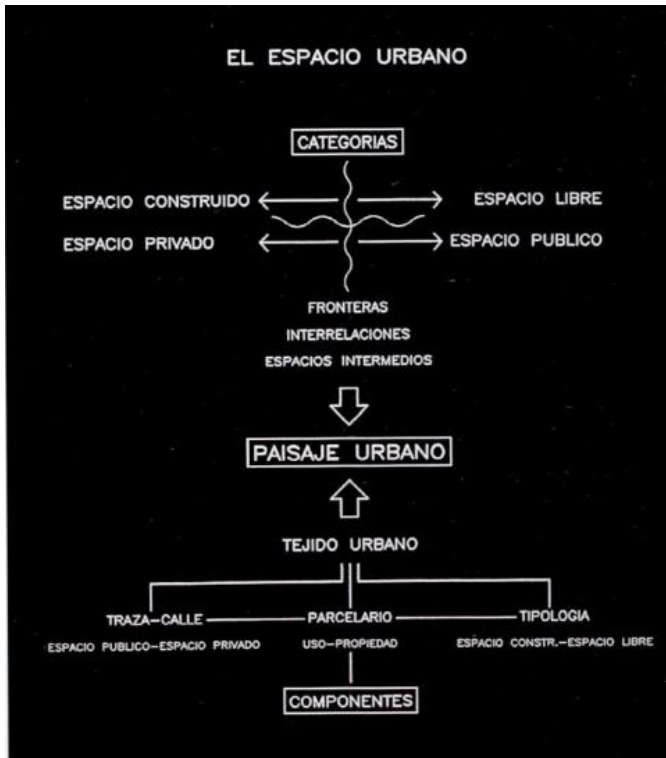 EL ESPACIO URBANO
CATEGORIAS
ESPACIO CONSTRUIDO ESPACIO LIBRE
ESPACIO PRIVADO ESPACIO PUBLICO
FRONTERAS
INTERRELACIONES
ESPACIOS INTERMEDIOS
PAISAJE URBANO
TEJIDO URBANO
TRAZA-CALLE PARCELARIO TIPOLOGIA
ESPACIO PUBLICO-ESPACIO PRIVADO USO-PROPIEDAD ESPACIO CONSTR.-ESPACIO LIBRE
COMPONENTES